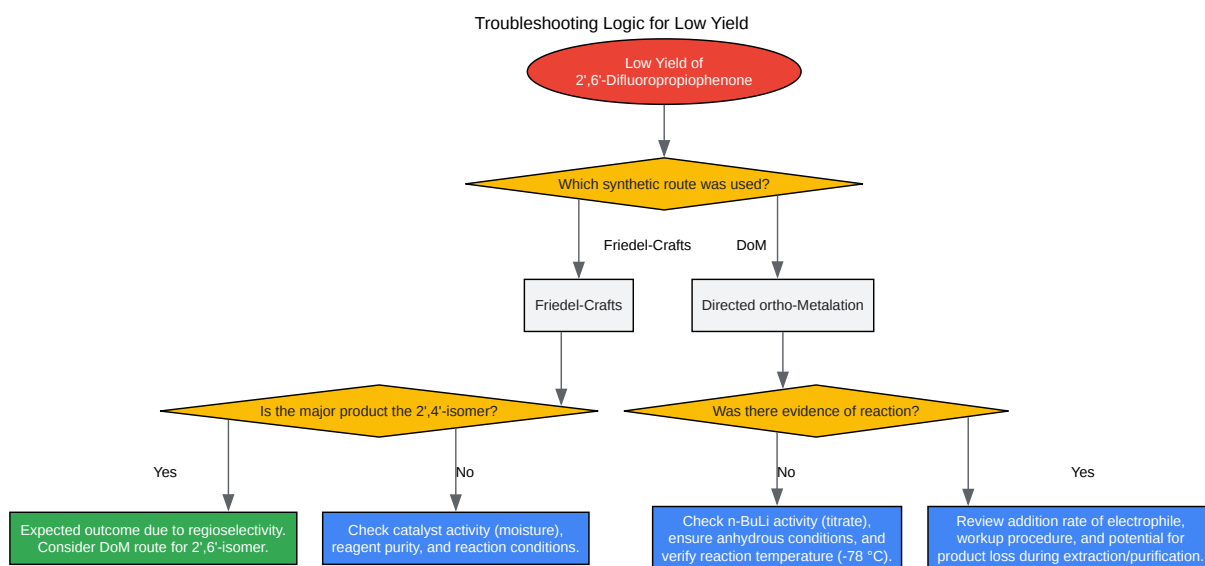 Troubleshooting Logic for Low Yield
Low Yield of
2',6'-Difluoropropiophenone
Which synthetic route was used?
Friedel-Crafts
DoM
Friedel-Crafts
Directed ortho-Metalation
Is the major product the 2',4'-isomer?
Was there evidence of reaction?
Yes
No
No
Yes
Expected outcome due to regioselectivity.
Consider DoM route for 2',6'-isomer.
Check catalyst activity (moisture),
reagent purity, and reaction conditions.
Check n-BuLi activity (titrate),
ensure anhydrous conditions, and
verify reaction temperature (-78 °C).
Review addition rate of electrophile,
workup procedure, and potential for
product loss during extraction/purification.